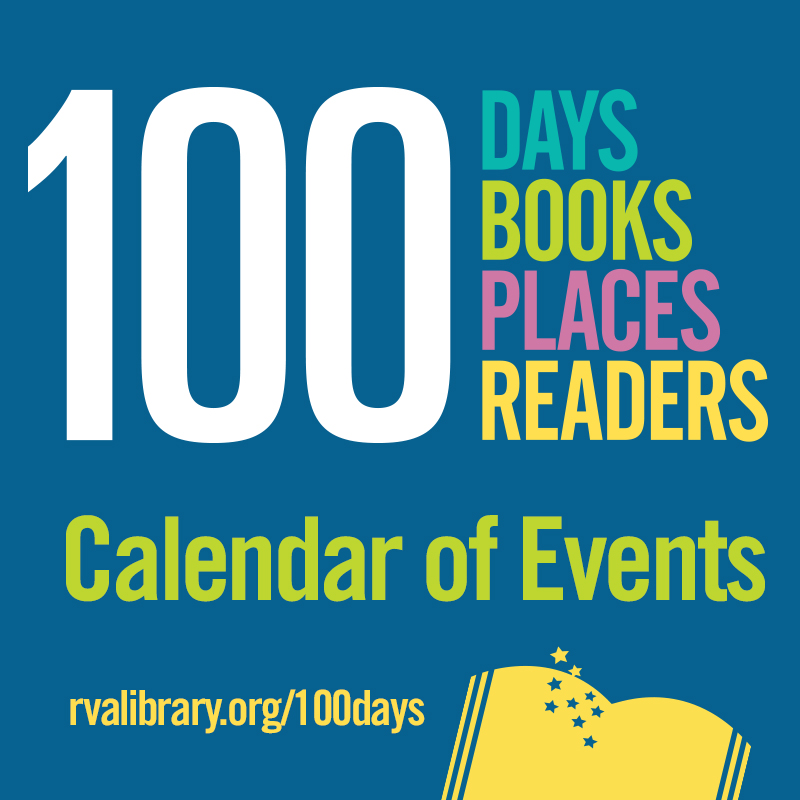 100
DAYS
BOOKS
PLACES
READERS
Calendar of Events
rvalibrary.org/100days